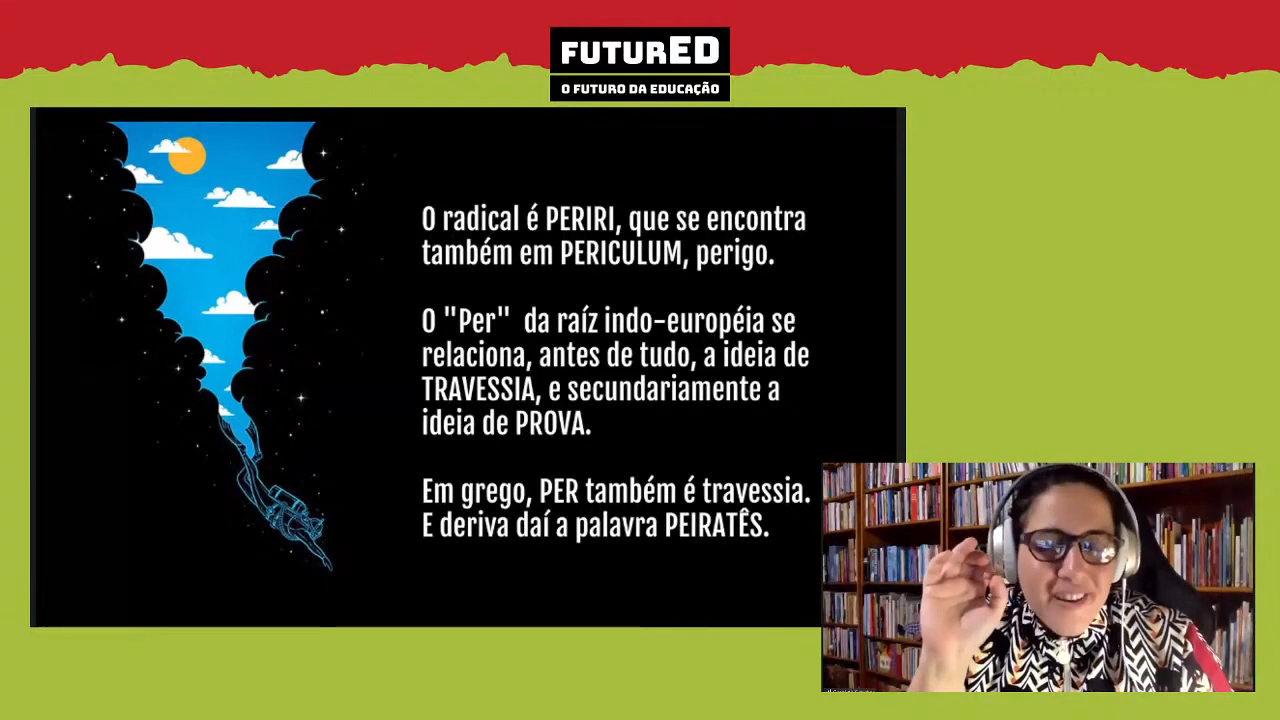 FUTURED
O FUTURO DA EDUCAÇÃO
O radical é PERIRI, que se encontra
também em PERICULUM, perigo.
O "Per" da raíz indo-européia se
relaciona, antes de tudo, a ideia de
TRAVESSIA, e secundariamente a
ideia de PROVA.
Em grego, PER também é travessia.
E deriva daí a palavra PEIRATÊS.